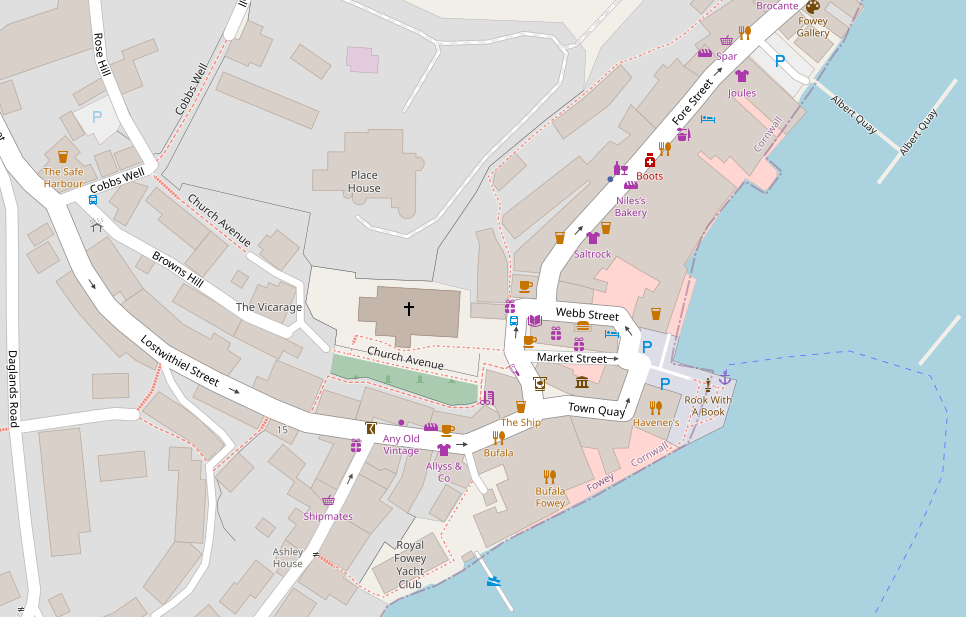 Brocante
Fowey
Gallery
Rose Hill
Spar
P
Joules
Cobbs Well
Fore Street
Albert Quay
Albert Quay
P
Cornwall
The Safe
Harbour
Boots
Place
House
Cobbs Well
Niles's
Bakery
Church Avenue
Saltrock
Browns Hill
The Vicarage
Webb Street
P
Lostwithiel Street
Church Avenue
Market Street
P
Daglands Road
Rook With
A Book
Town Quay
Havener's
The Ship
15
Any Old
Vintage
Bufala
Allyss &
Co
Cornwall
Fowey
Bufala
Fowey
Shipmates
Ashley
House
Royal
Fowey
Yacht
Club